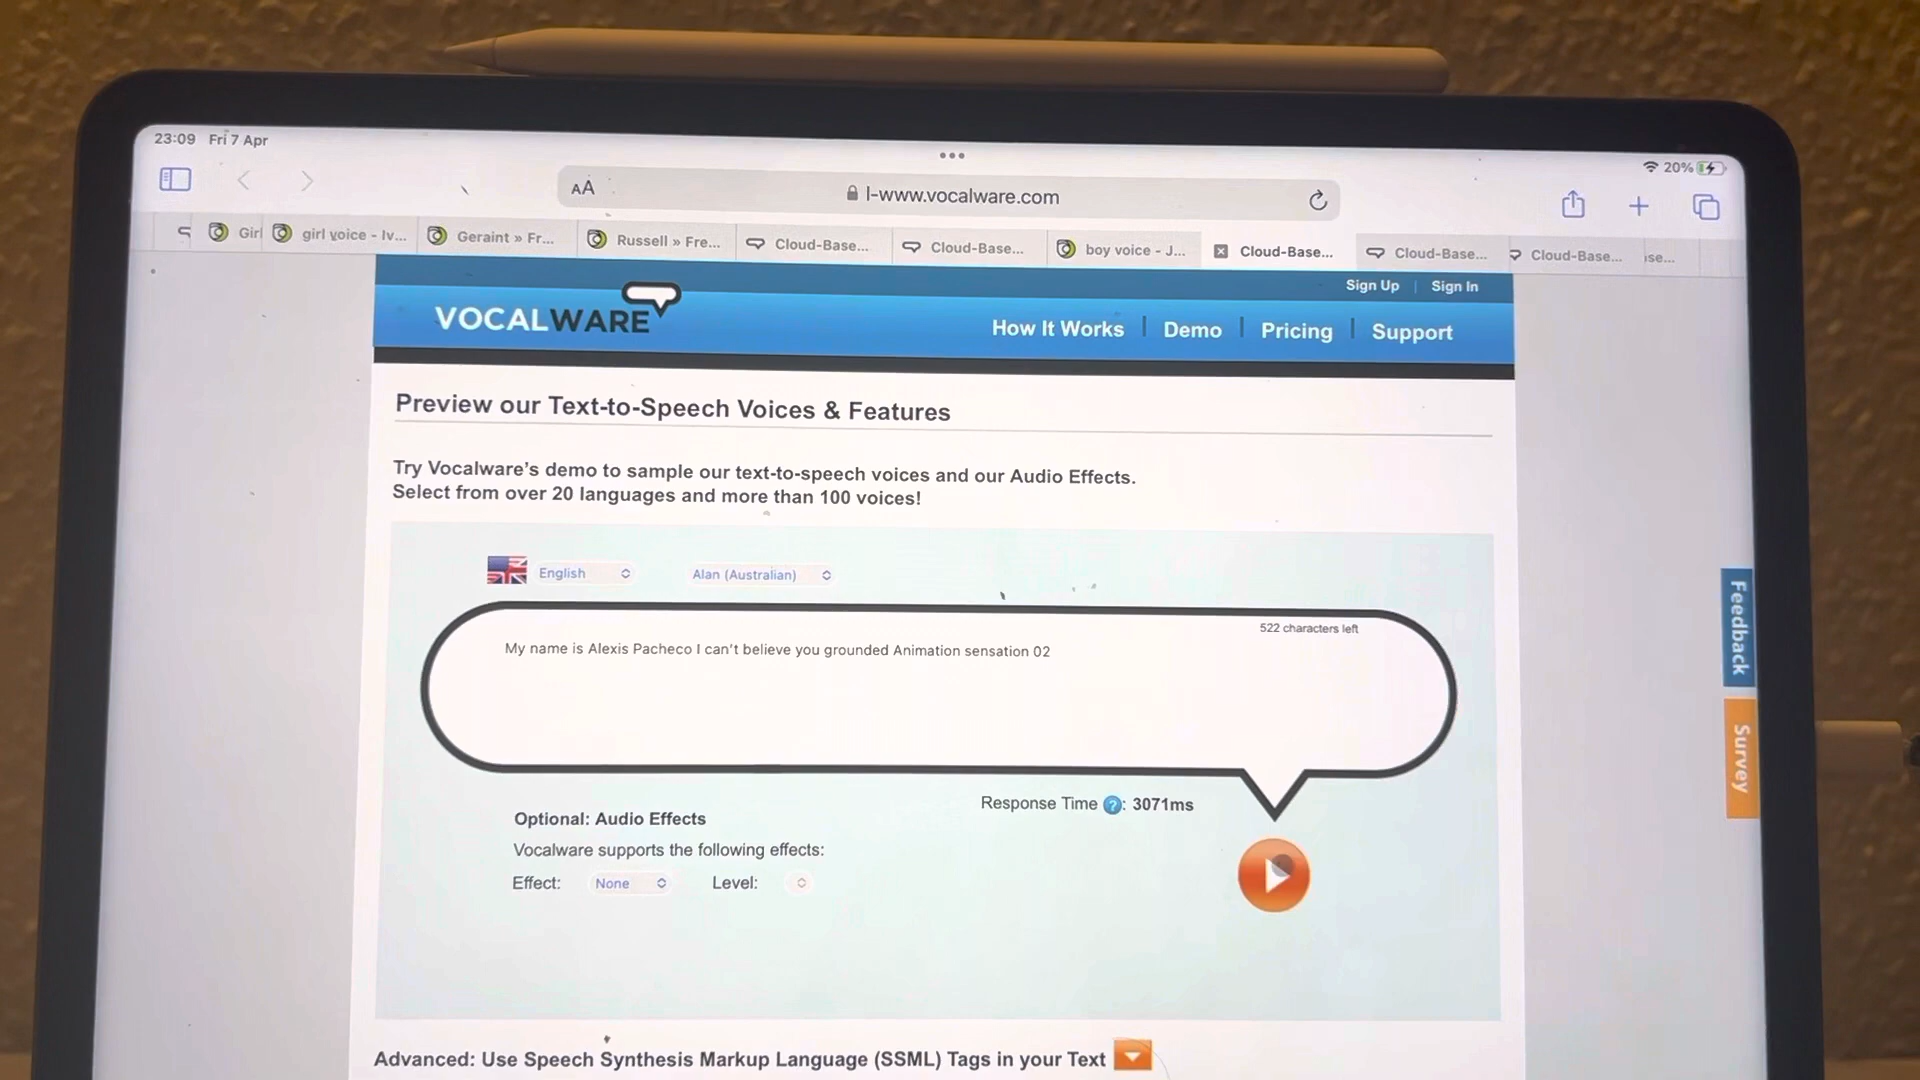 23:09 Fri 7 Apr
20%
AA
l-www.vocalware.com
Girl
girl voice - Iv...
Geraint » Fr...
Russell » Fre...
Cloud-Base...
Cloud-Base...
boy voice - J...
Cloud-Base...
Cloud-Base...
Cloud-Base...
se...
Sign Up | Sign In
VOCALWARE
How It Works | Demo | Pricing | Support
Preview our Text-to-Speech Voices & Features
Try Vocalware's demo to sample our text-to-speech voices and our Audio Effects.
Select from over 20 languages and more than 100 voices!
English
Alan (Australian)
522 characters left
My name is Alexis Pacheco I can't believe you grounded Animation sensation 02
Response Time ?: 3071ms
Optional: Audio Effects
Vocalware supports the following effects:
Effect: None Level:
Feedback
Survey
Advanced: Use Speech Synthesis Markup Language (SSML) Tags in your Text